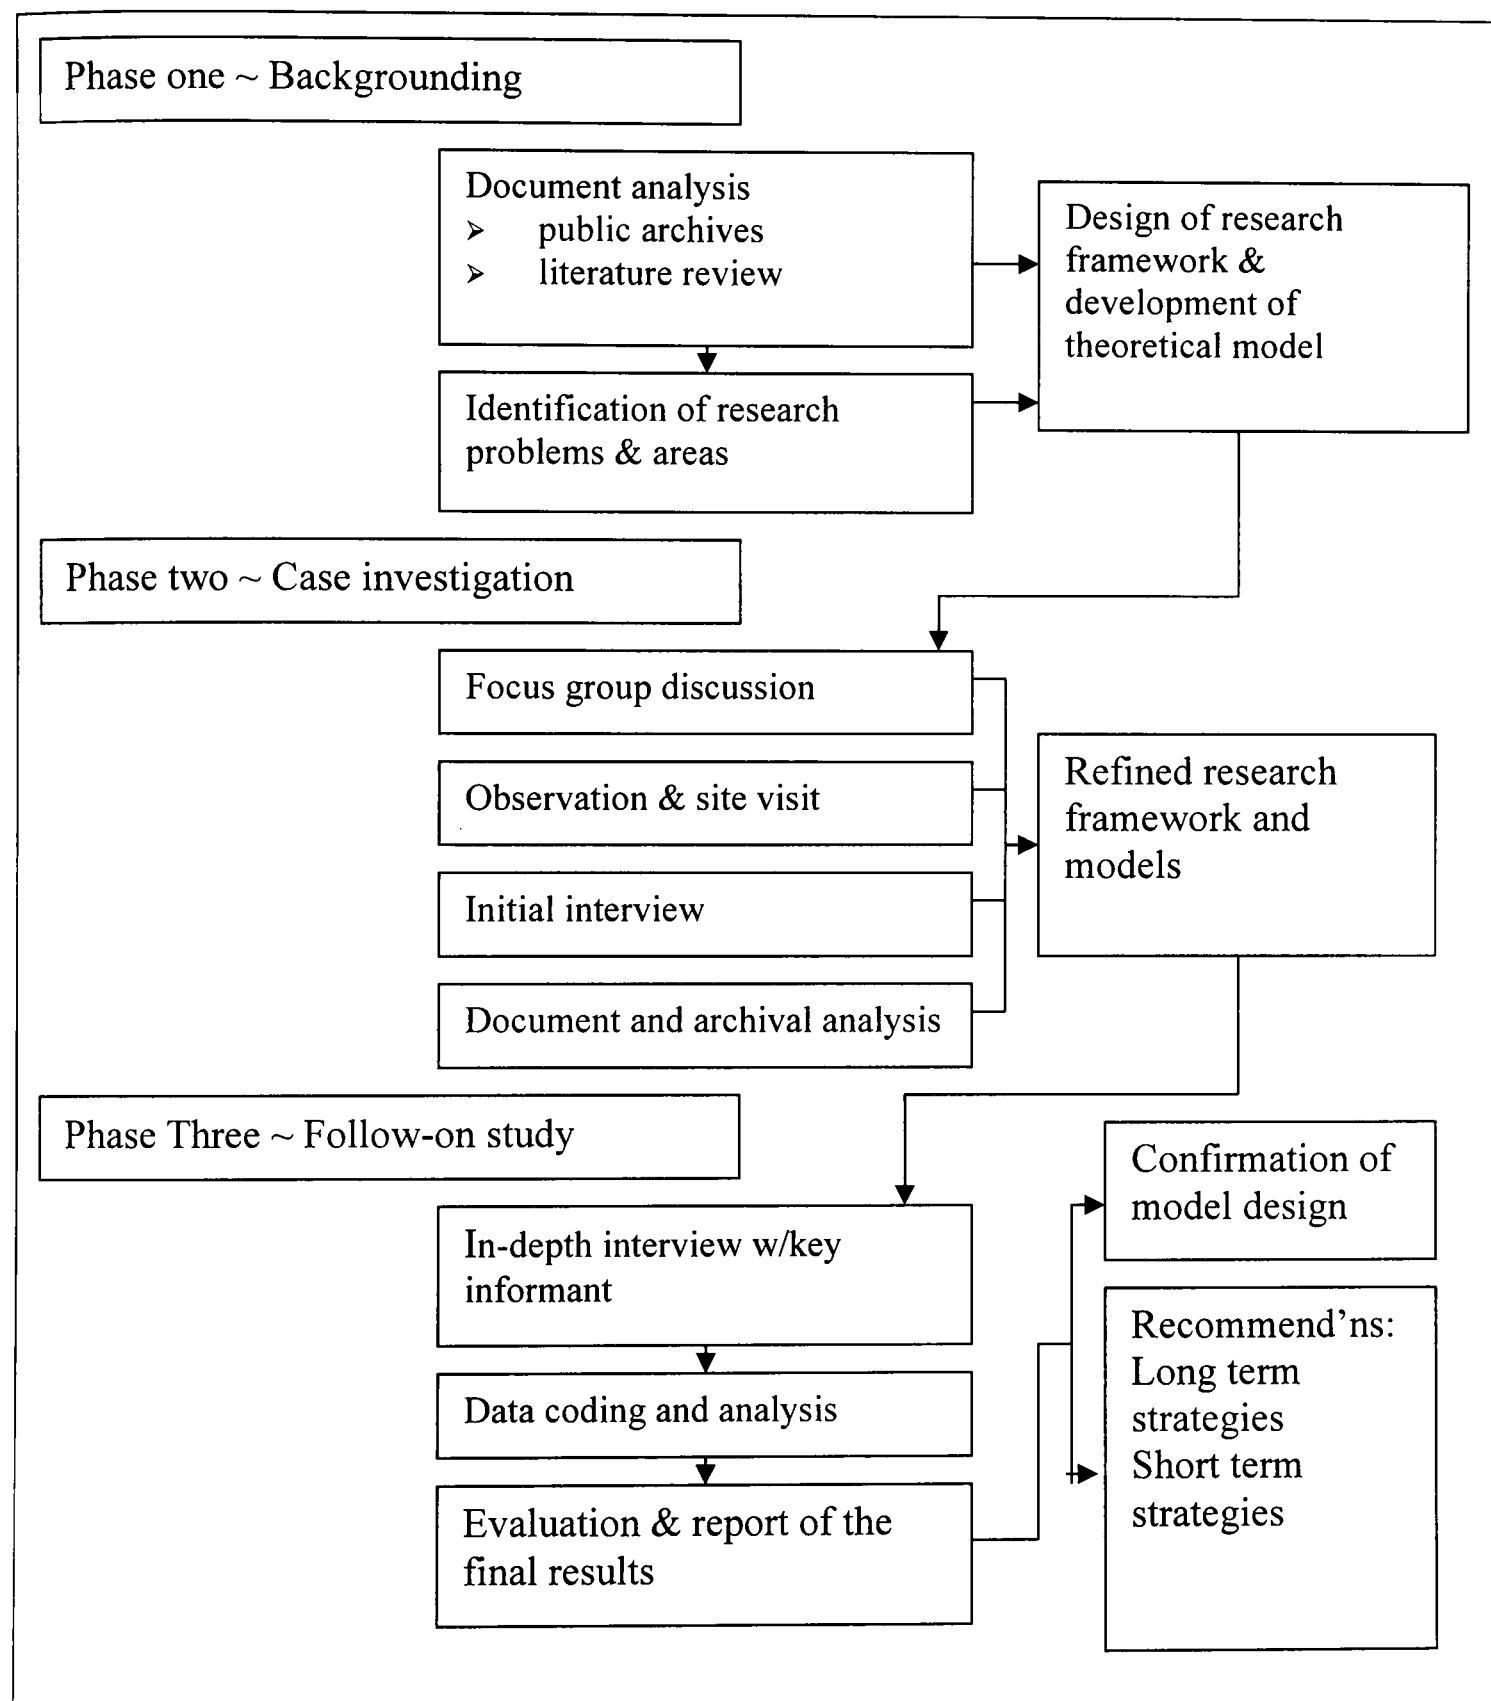 Phase one ~ Backgrounding
Document analysis
➢ public archives
➢ literature review
Design of research
framework &
development of
theoretical model
Identification of research
problems & areas
Phase two ~ Case investigation
Focus group discussion
Observation & site visit
Initial interview
Document and archival analysis
Refined research
framework and
models
Phase Three ~ Follow-on study
In-depth interview w/key
informant
Data coding and analysis
Evaluation & report of the
final results
Confirmation of
model design
Recommend’ns:
Long term
strategies
Short term
strategies